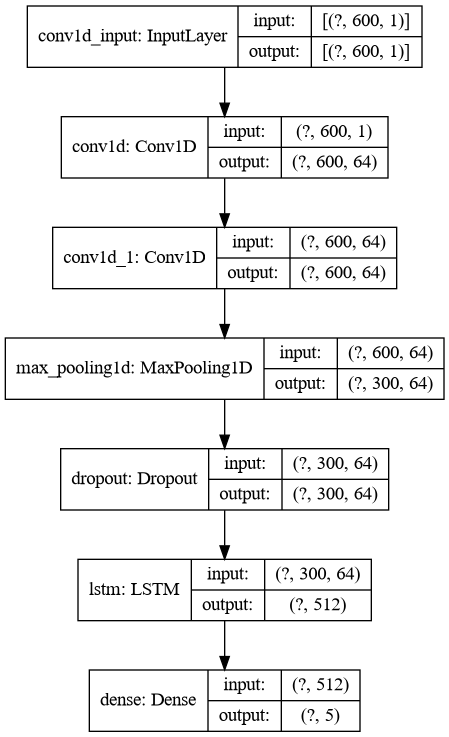 conv1d_input: InputLayer
input:
[(?, 600, 1)]
output:
[(?, 600, 1)]
conv1d: Conv1D
input:
(?, 600, 1)
output:
(?, 600, 64)
conv1d_1: Conv1D
input:
(?, 600, 64)
output:
(?, 600, 64)
max_pooling1d: MaxPooling1D
input:
(?, 600, 64)
output:
(?, 300, 64)
dropout: Dropout
input:
(?, 300, 64)
output:
(?, 300, 64)
lstm: LSTM
input:
(?, 300, 64)
output:
(?, 512)
dense: Dense
input:
(?, 512)
output:
(?, 5)